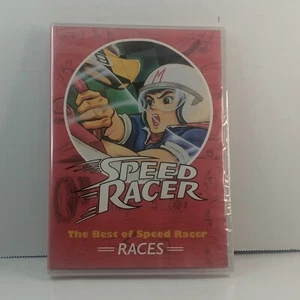 M
SPEED
RACER
The Best of Speed Racer
RACES